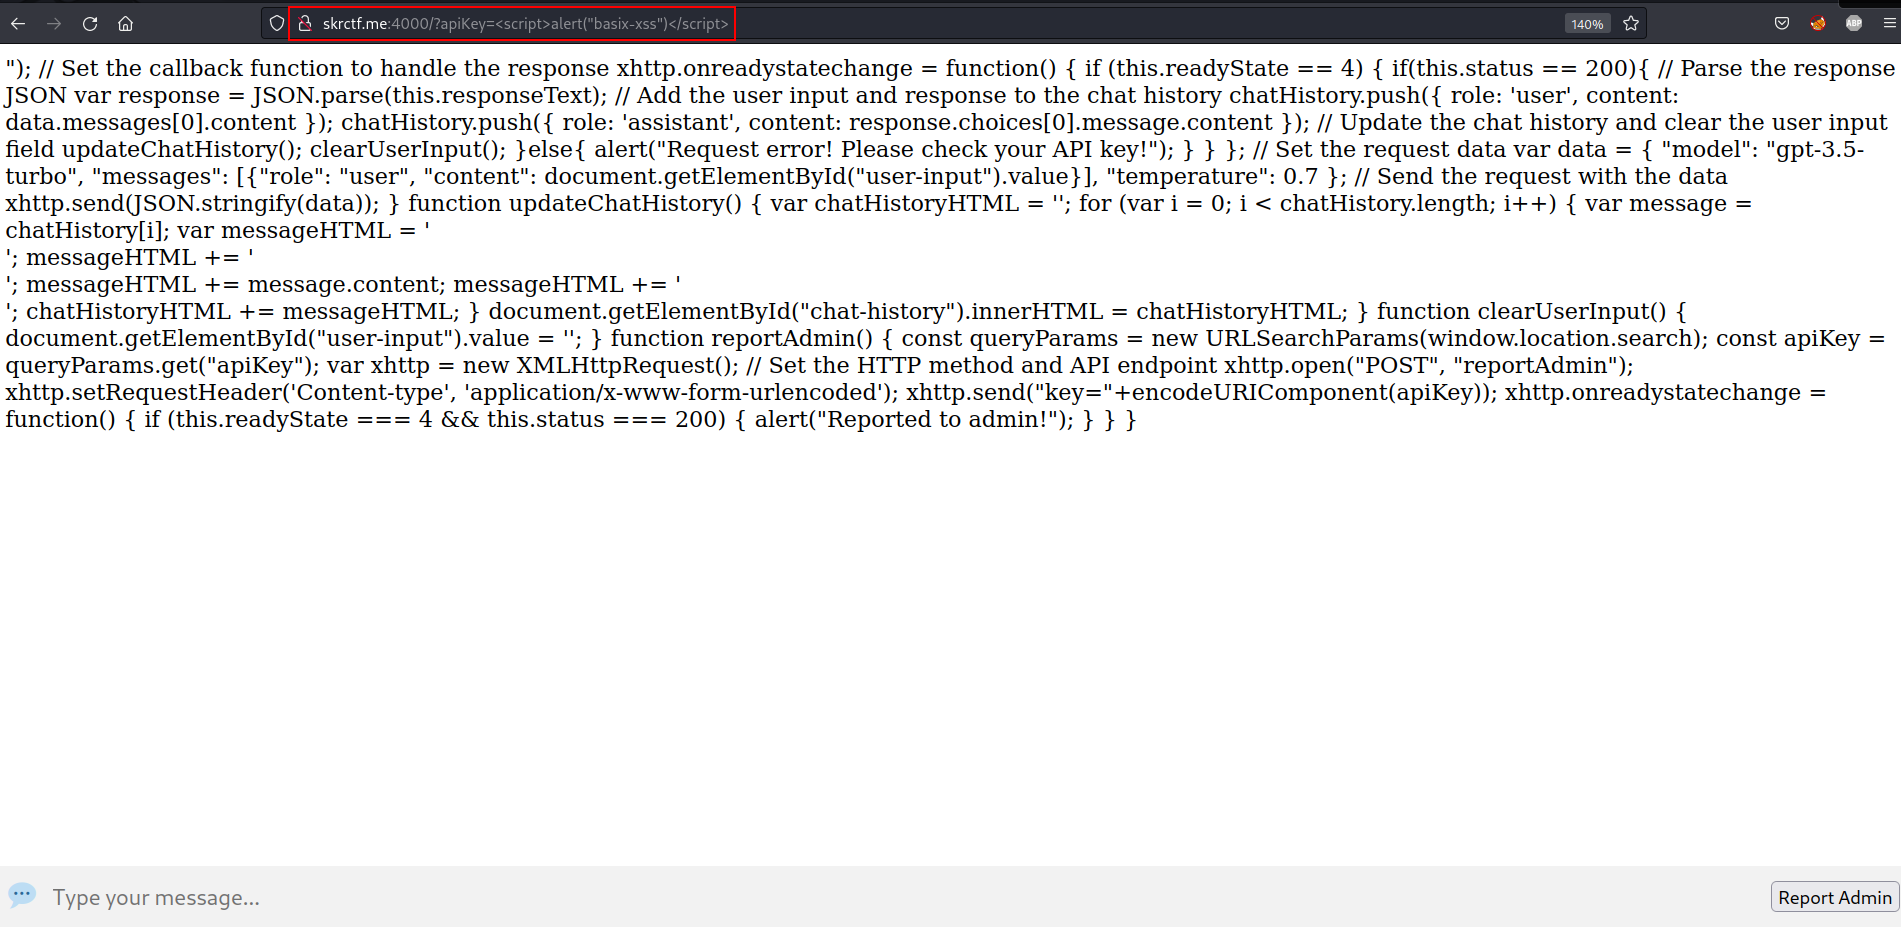 skrctf.me:4000/?apiKey=<script>alert("basix-xss")</script>
140%
ABP
"); // Set the callback function to handle the response xhttp.onreadystatechange = function() { if (this.readyState == 4) { if(this.status == 200){ // Parse the response
JSON var response = JSON.parse(this.responseText); // Add the user input and response to the chat history chatHistory.push({ role: 'user', content:
data.messages[0].content }); chatHistory.push({ role: 'assistant', content: response.choices[0].message.content }); // Update the chat history and clear the user input
field updateChatHistory(); clearUserInput(); }else{ alert("Request error! Please check your API key!"); } } }; // Set the request data var data = { "model": "gpt-3.5-
turbo", "messages": [{"role": "user", "content": document.getElementById("user-input").value}], "temperature": 0.7 }; // Send the request with the data
xhttp.send(JSON.stringify(data)); } function updateChatHistory() { var chatHistoryHTML = ''; for (var i = 0; i < chatHistory.length; i++) { var message =
chatHistory[i]; var messageHTML = '
'; messageHTML += '
'; messageHTML += message.content; messageHTML += '
'; chatHistoryHTML += messageHTML; } document.getElementById("chat-history").innerHTML = chatHistoryHTML; } function clearUserInput() {
document.getElementById("user-input").value = ''; } function reportAdmin() { const queryParams = new URLSearchParams(window.location.search); const apiKey =
queryParams.get("apiKey"); var xhttp = new XMLHttpRequest(); // Set the HTTP method and API endpoint xhttp.open("POST", "reportAdmin");
xhttp.setRequestHeader('Content-type', 'application/x-www-form-urlencoded'); xhttp.send("key="+encodeURIComponent(apiKey)); xhttp.onreadystatechange =
function() { if (this.readyState === 4 && this.status === 200) { alert("Reported to admin!"); } } }
Type your message...
Report Admin